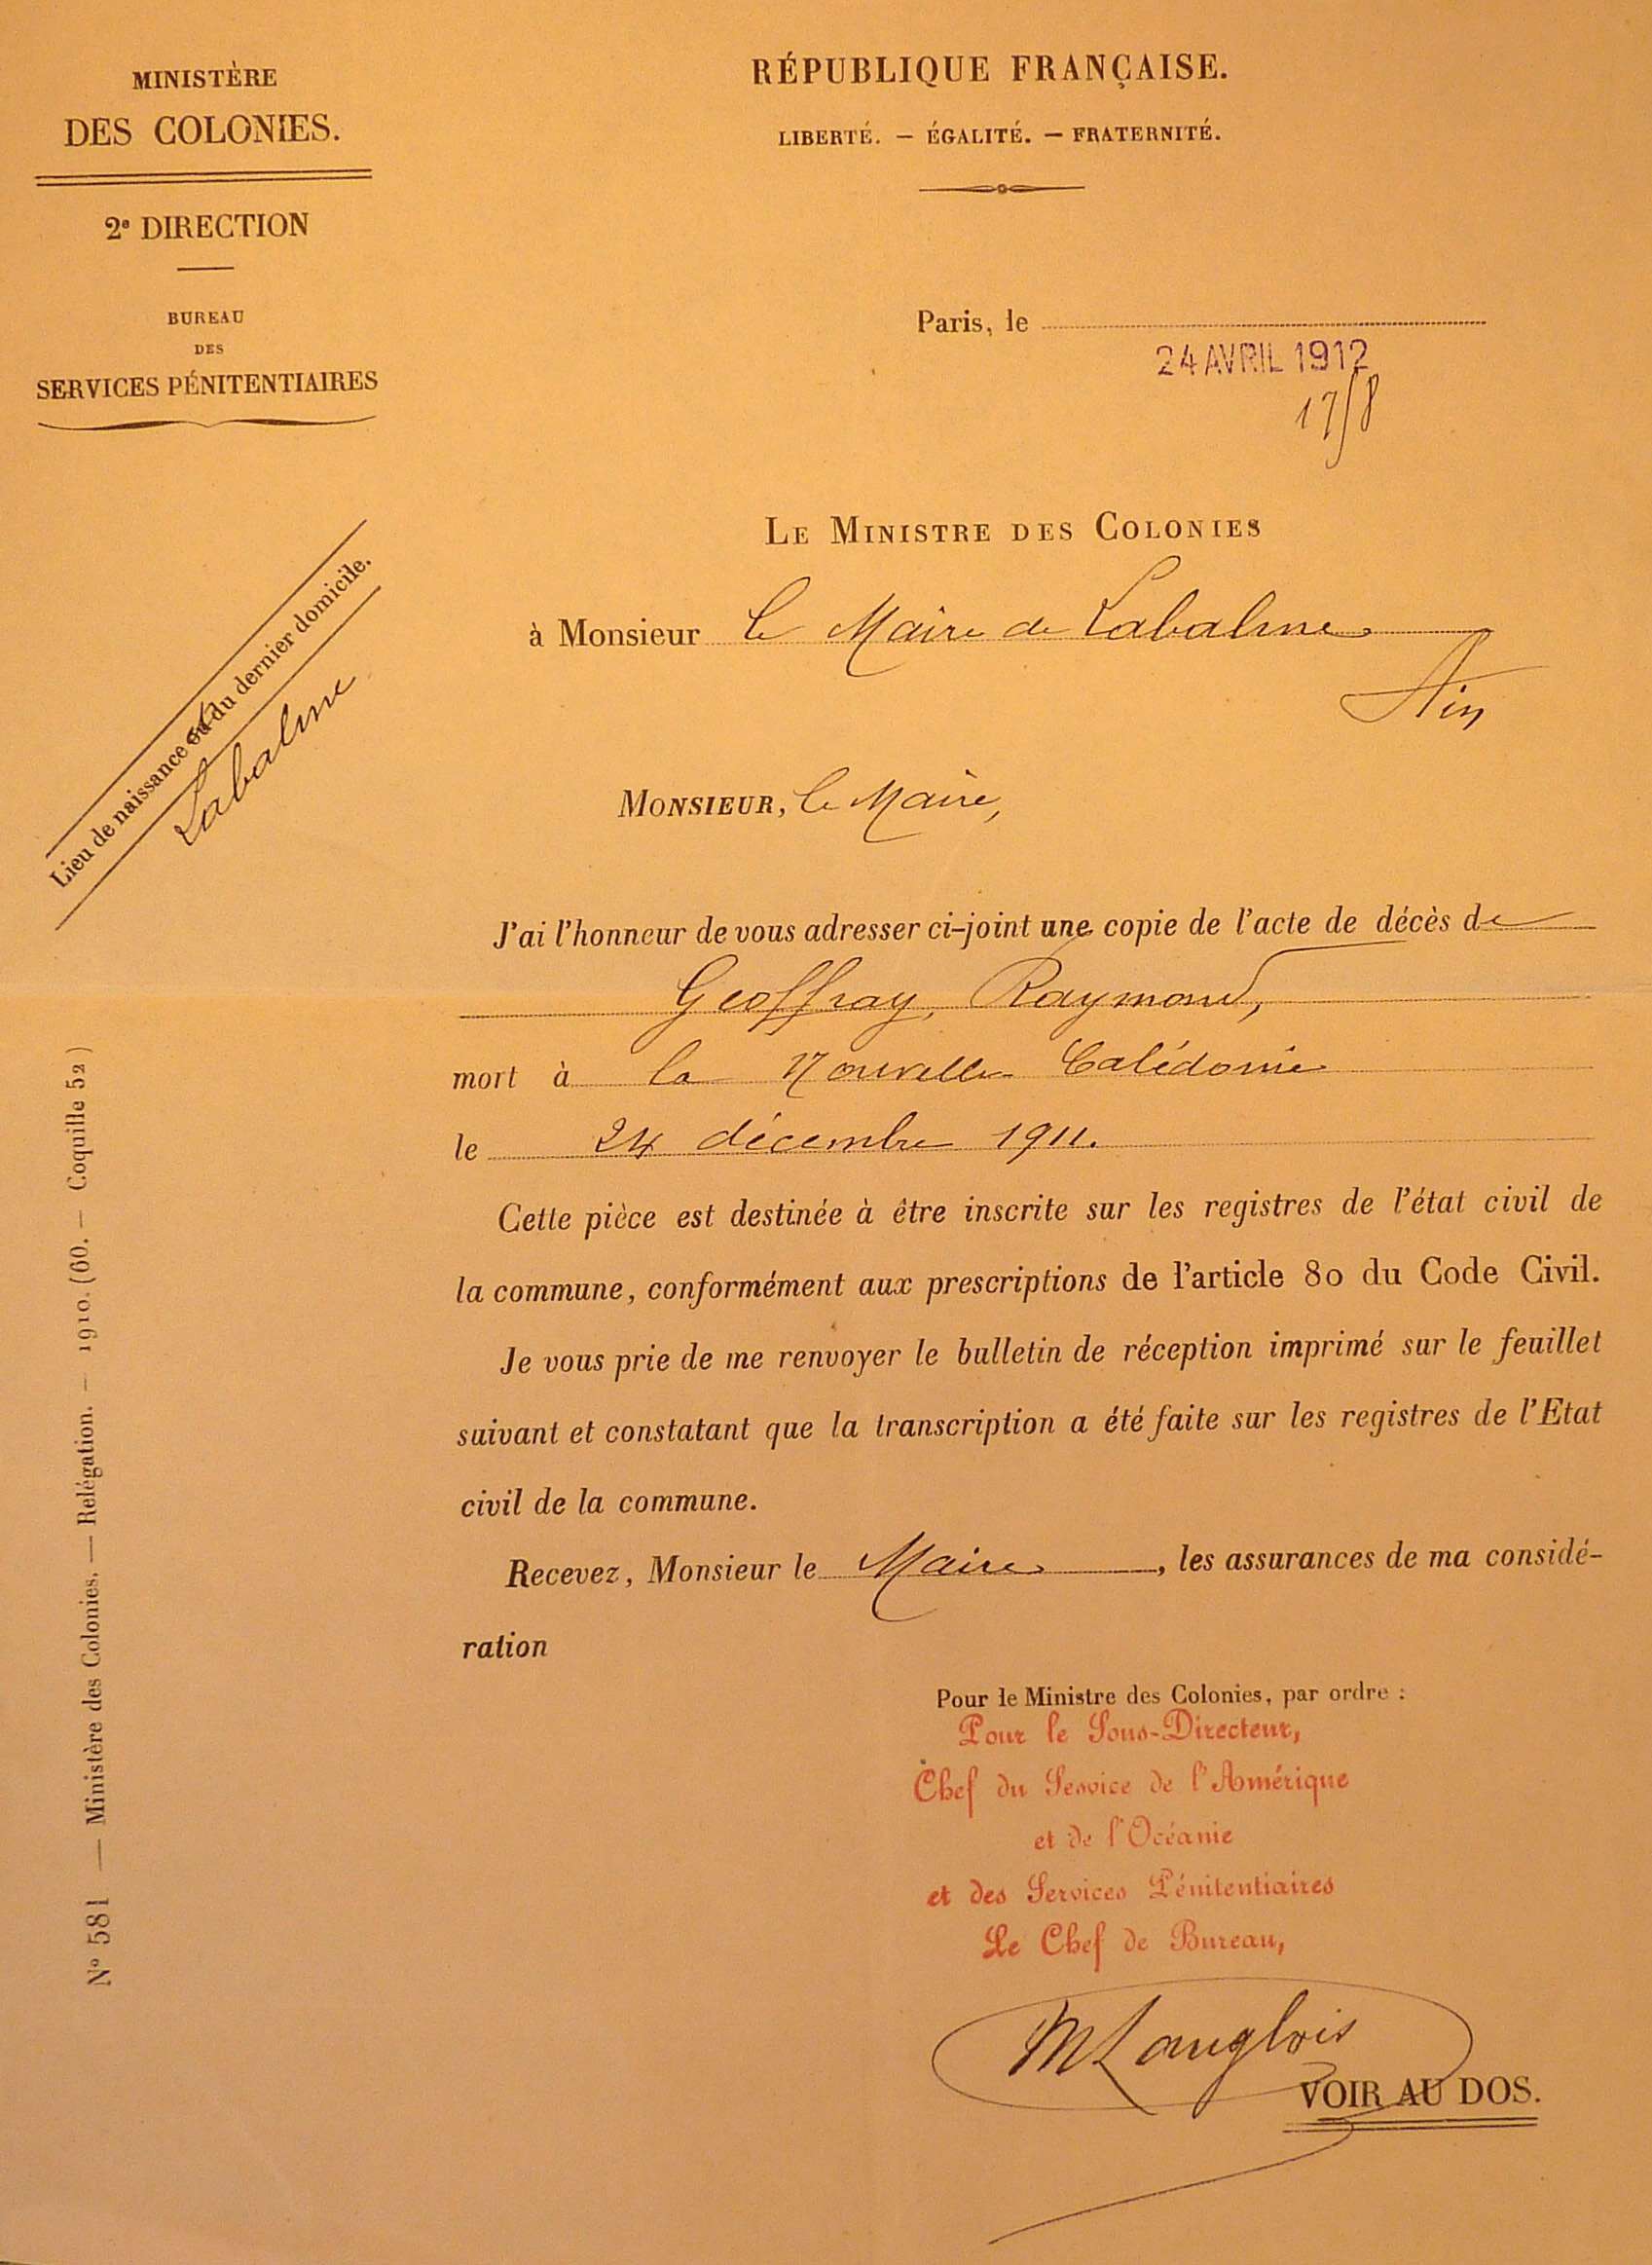 MINISTÈRE
DES COLONIES.
2e DIRECTION
BUREAU
DES
SERVICES PÉNITENTIAIRES
RÉPUBLIQUE FRANÇAISE.
LIBERTÉ. — ÉGALITÉ. — FRATERNITÉ.
Paris, le
24 AVRIL 1912
17/8
LE MINISTRE DES COLONIES
à Monsieur le Maire de Labalme
Ain
Lieu de naissance et du dernier domicile.
Labalme
MONSIEUR, le Maire,
J'ai l'honneur de vous adresser ci-joint une copie de l'acte de décès de
Geoffray, Raymond,
mort à la Nouvelle Calédonie
le 24 décembre 1911.
Cette pièce est destinée à être inscrite sur les registres de l'état civil de
la commune, conformément aux prescriptions de l'article 80 du Code Civil.
Je vous prie de me renvoyer le bulletin de réception imprimé sur le feuillet
suivant et constatant que la transcription a été faite sur les registres de l'Etat
civil de la commune.
Recevez, Monsieur le Maire, les assurances de ma considé-
ration
Pour le Ministre des Colonies, par ordre :
Pour le Sous-Directeur,
Chef du Service de l'Amérique
et de l'Océanie
et des Services Pénitentiaires
Le Chef de Bureau,
MLanglois
VOIR AU DOS.
N° 581 — Ministère des Colonies. — Relégation. — 1910. (60. — Coquille 52)